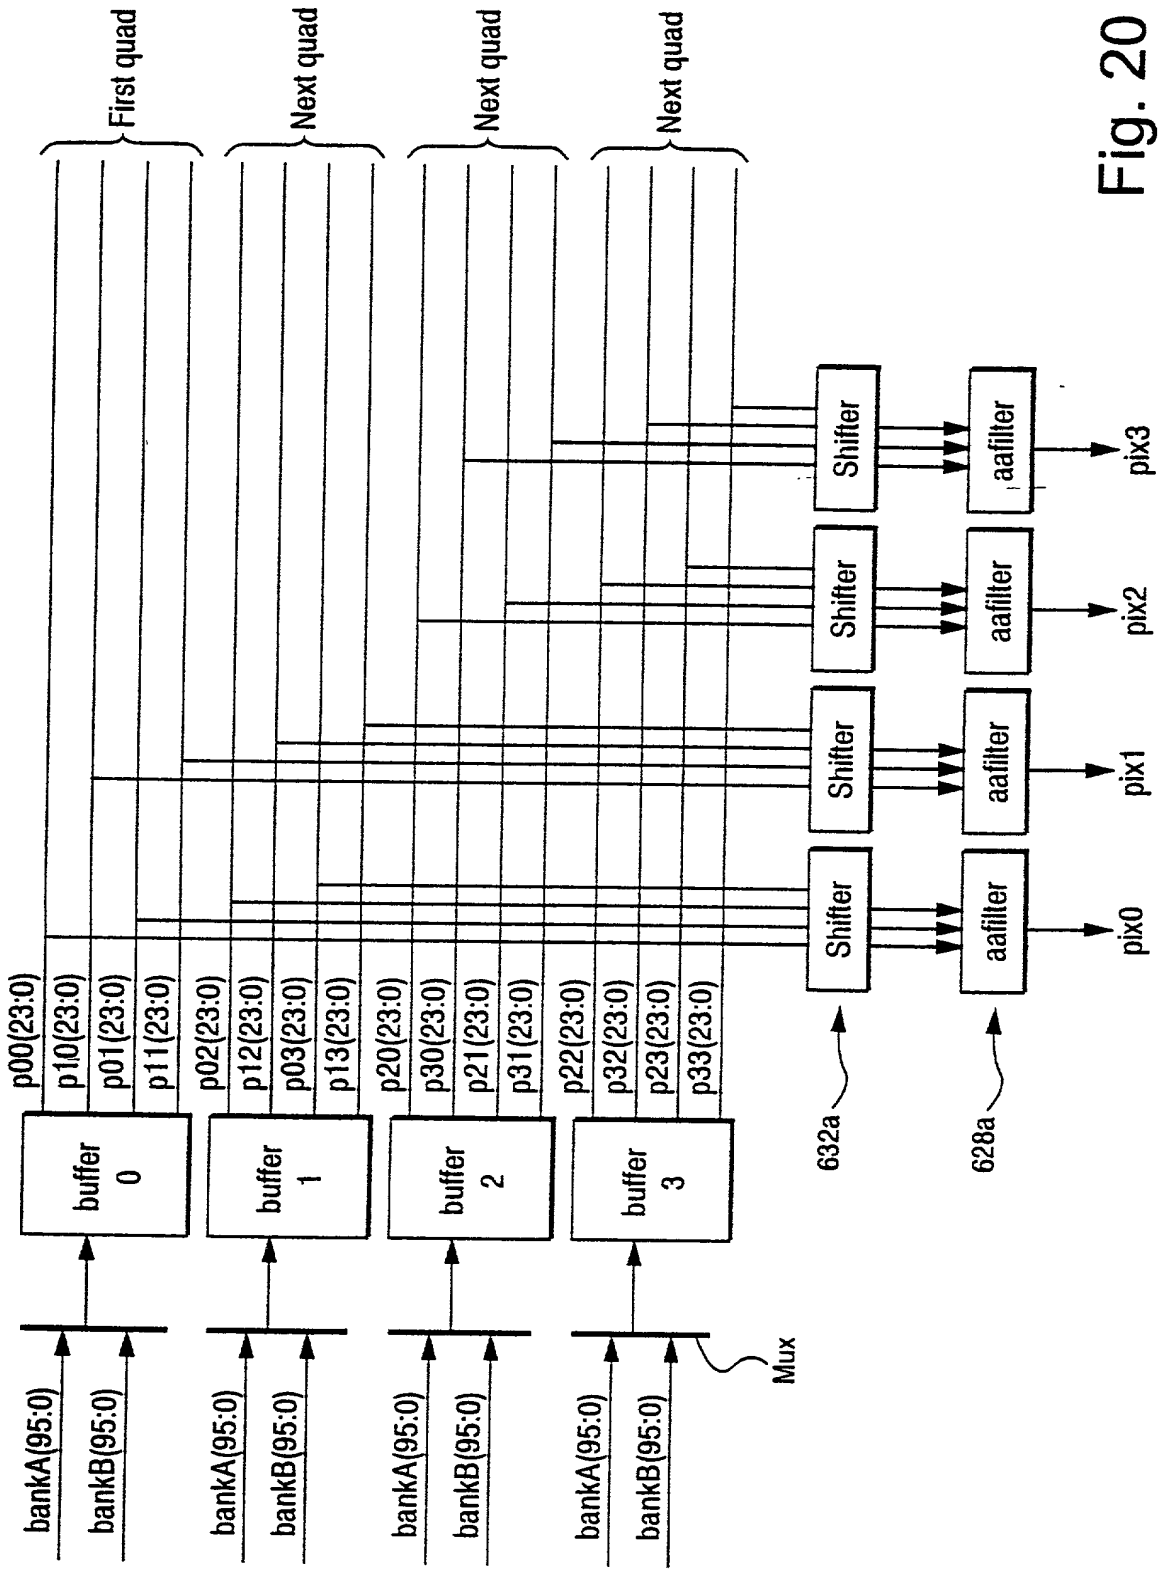 bankA(95:0)
bankB(95:0)
buffer
0
p00(23:0)
p10(23:0)
p01(23:0)
p11(23:0)
First quad
bankA(95:0)
bankB(95:0)
buffer
1
p02(23:0)
p12(23:0)
p03(23:0)
p13(23:0)
Next quad
bankA(95:0)
bankB(95:0)
buffer
2
p20(23:0)
p30(23:0)
p21(23:0)
p31(23:0)
Next quad
bankA(95:0)
bankB(95:0)
Mux
buffer
3
p22(23:0)
p32(23:0)
p23(23:0)
p33(23:0)
Next quad
632a
Shifter
Shifter
Shifter
Shifter
628a
aafilter
aafilter
aafilter
aafilter
pix0
pix1
pix2
pix3
Fig. 20